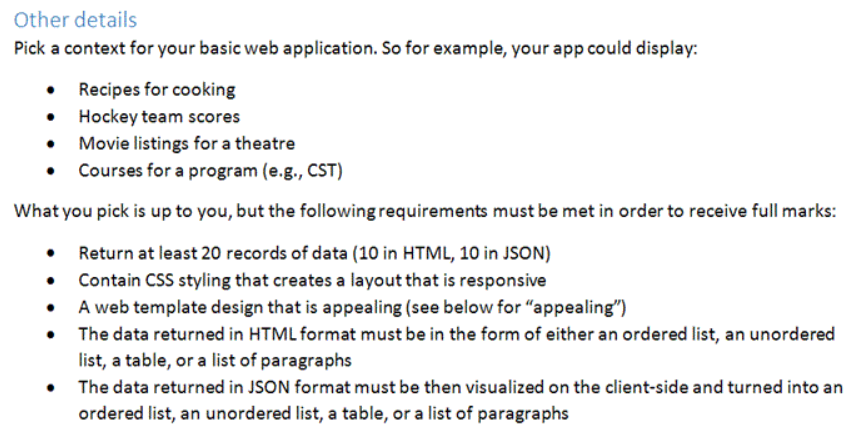 Other details
Pick a context for your basic web application. So for example, your app could display:
• Recipes for cooking
• Hockey team scores
• Movie listings for a theatre
• Courses for a program (e.g., CST)
What you pick is up to you, but the following requirements must be met in order to receive full marks:
• Return at least 20 records of data (10 in HTML, 10 in JSON)
• Contain CSS styling that creates a layout that is responsive
• A web template design that is appealing (see below for “appealing”)
• The data returned in HTML format must be in the form of either an ordered list, an unordered
list, a table, or a list of paragraphs
• The data returned in JSON format must be then visualized on the client-side and turned into an
ordered list, an unordered list, a table, or a list of paragraphs